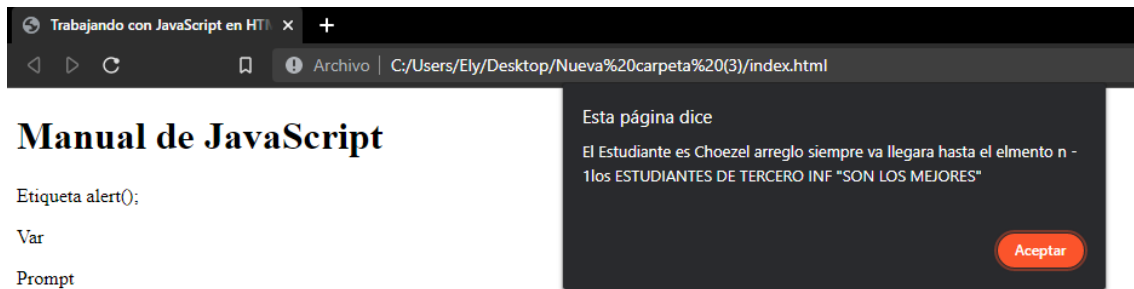 Trabajando con JavaScript en HTM
Archivo | C:/Users/Ely/Desktop/Nueva%20carpeta%20(3)/index.html
Manual de JavaScript
Etiqueta alert();
Var
Prompt
Esta página dice
El Estudiante es Choezel arreglo siempre va llegara hasta el elmento n -
1los ESTUDIANTES DE TERCERO INF "SON LOS MEJORES"
Aceptar